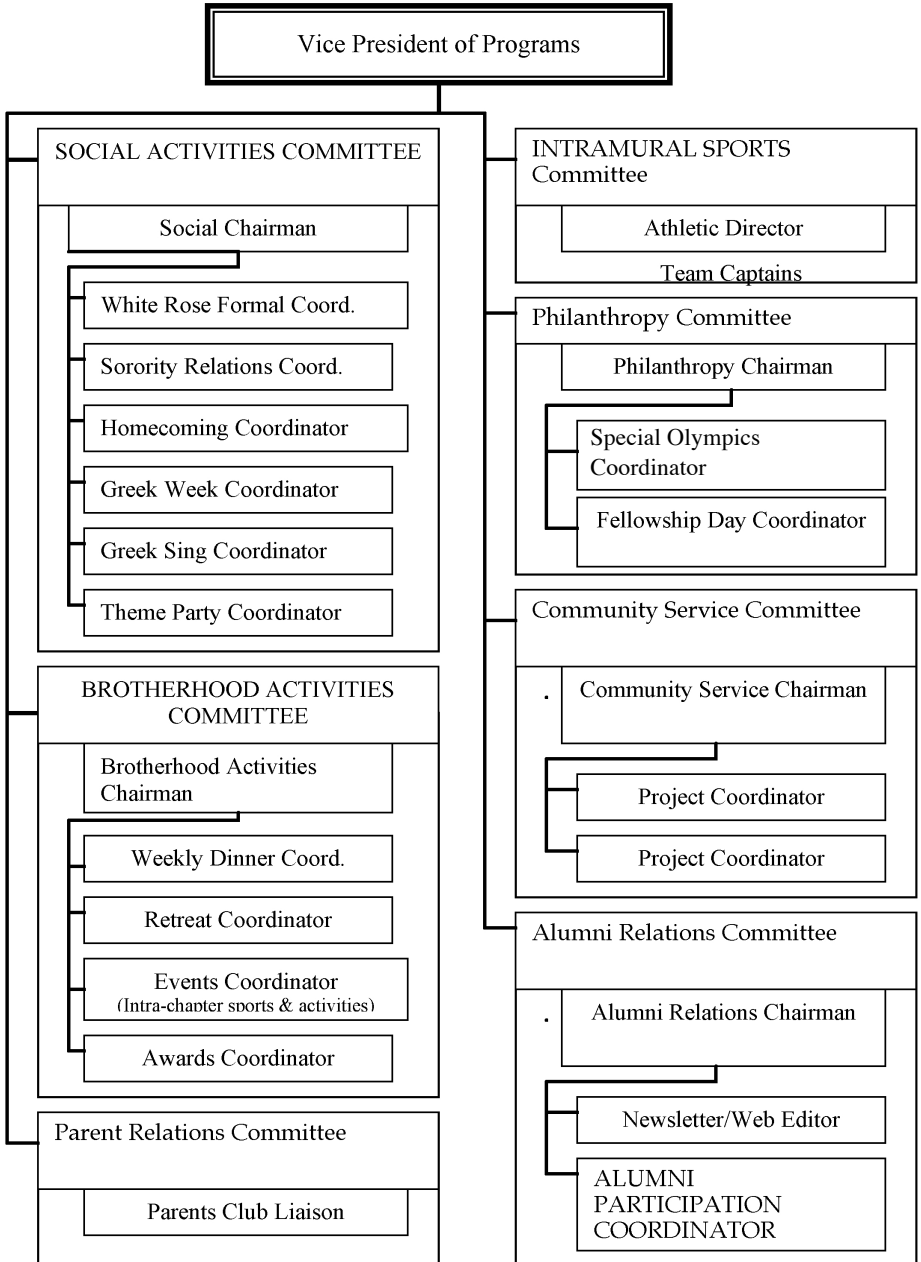 Vice President of Programs
SOCIAL ACTIVITIES COMMITTEE
Social Chairman
White Rose Formal Coord.
Sorority Relations Coord.
Homecoming Coordinator
Greek Week Coordinator
Greek Sing Coordinator
Theme Party Coordinator
BROTHERHOOD ACTIVITIES
COMMITTEE
Brotherhood Activities
Chairman
Weekly Dinner Coord.
Retreat Coordinator
Events Coordinator
(Intra-chapter sports & activities)
Awards Coordinator
Parent Relations Committee
Parents Club Liaison
INTRAMURAL SPORTS
Committee
Athletic Director
Team Captains
Philanthropy Committee
Philanthropy Chairman
Special Olympics
Coordinator
Fellowship Day Coordinator
Community Service Committee
. Community Service Chairman
Project Coordinator
Project Coordinator
Alumni Relations Committee
. Alumni Relations Chairman
Newsletter/Web Editor
ALUMNI
PARTICIPATION
COORDINATOR